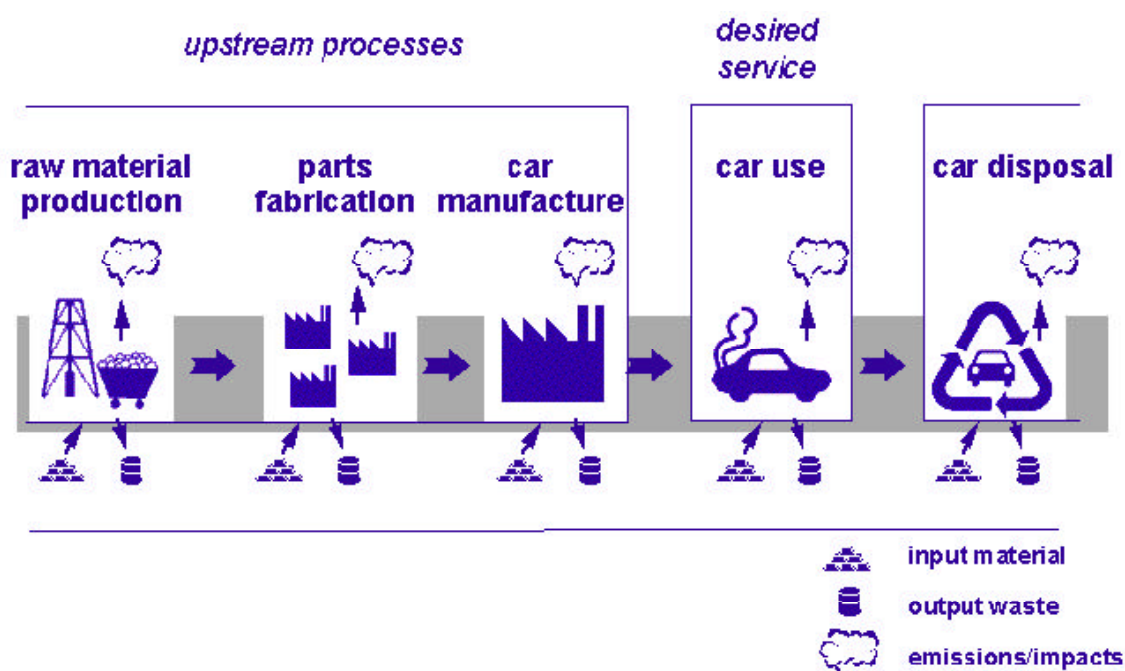 upstream processes
desired
service
raw material
production
parts
fabrication
car
manufacture
car use
car disposal
input material
output waste
emissions/impacts